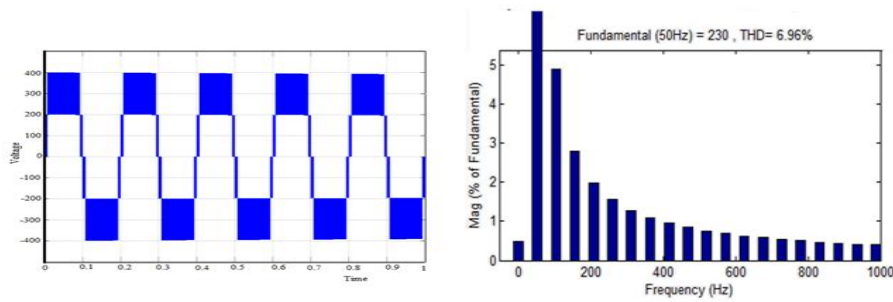 Voltage
400
300
200
100
0
-100
-200
-300
-400
0 0.1 0.2 0.3 0.4 0.5 0.6 0.7 0.8 0.9 1
Time
Fundamental (50Hz) = 230 , THD= 6.96%
Mag (% of Fundamental)
5
4
3
2
1
0
0 200 400 600 800 1000
Frequency (Hz)